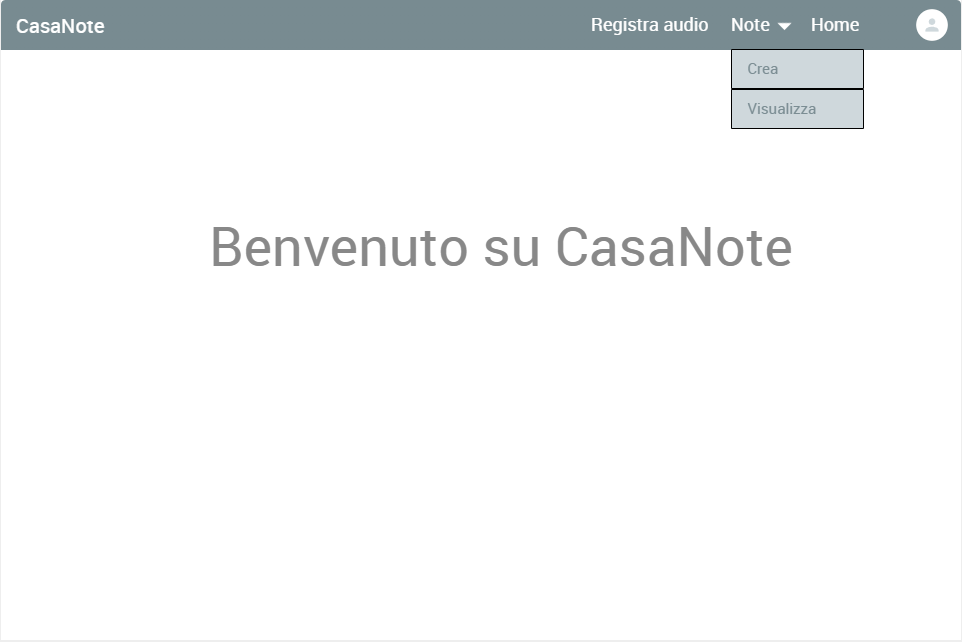 CasaNote
Registra audio
Note
Home
Crea
Visualizza
Benvenuto su CasaNote